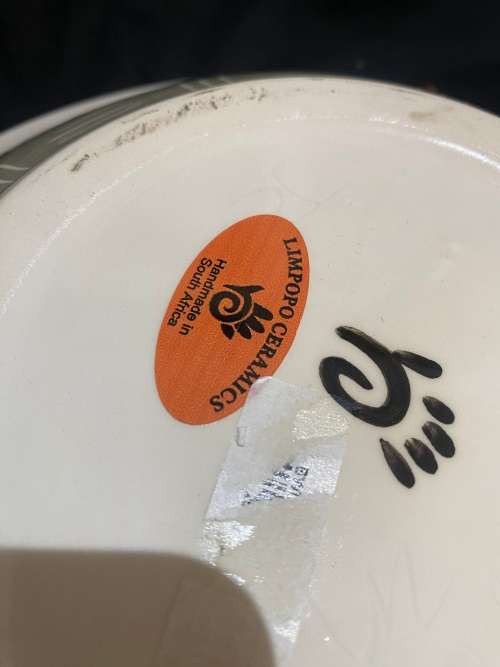 LIMPOPO CERAMICS
Handmade in
South Africa